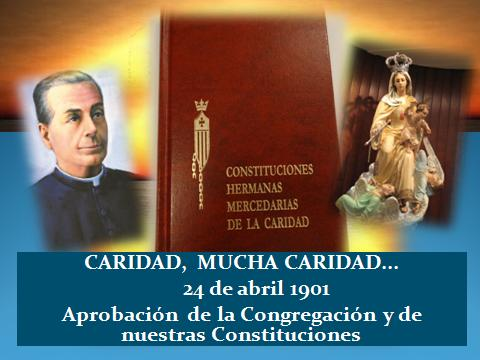 CONSTITUCIONES
HERMANAS
MERCEDARIAS
DE LA CARIDAD
CARIDAD, MUCHA CARIDAD...
24 de abril 1901
Aprobación de la Congregación y de
nuestras Constituciones